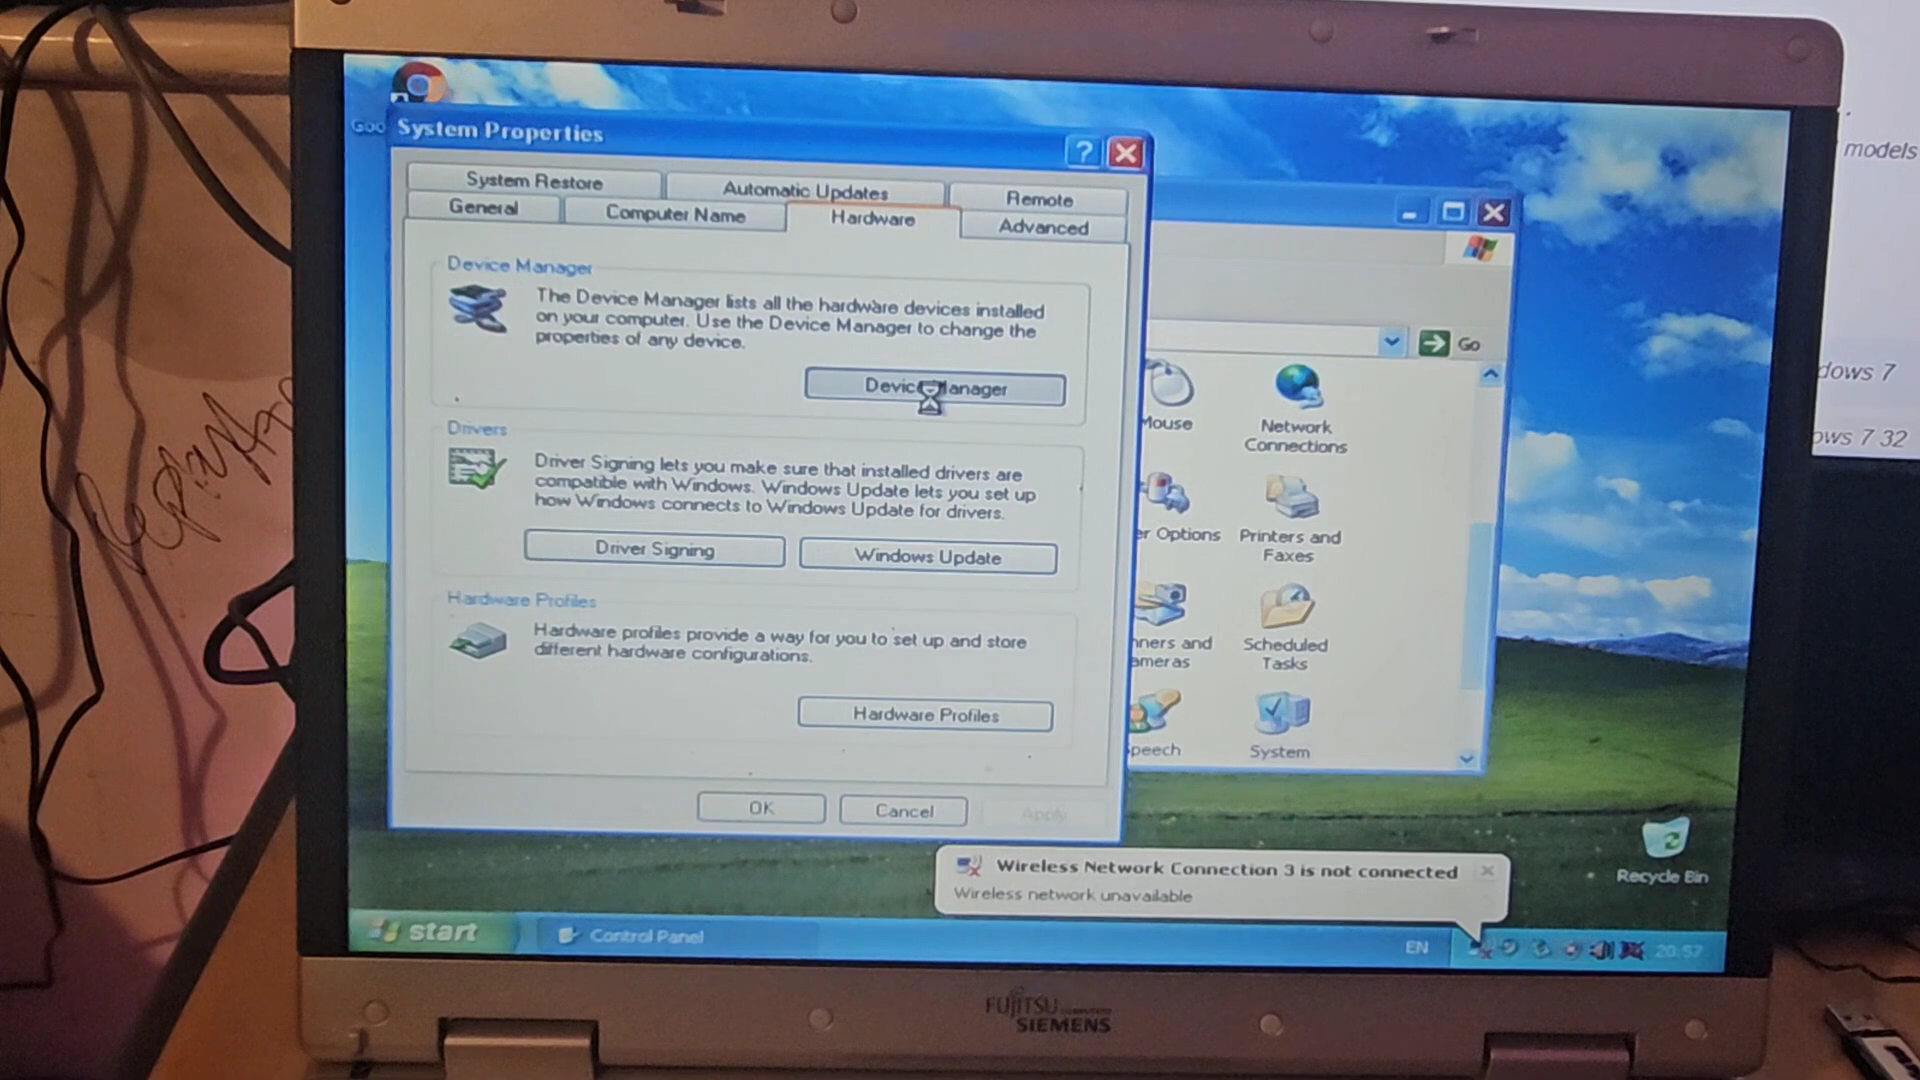 Goo
System Properties
System Restore
Automatic Updates
Remote
General
Computer Name
Hardware
Advanced
Device Manager
The Device Manager lists all the hardware devices installed
on your computer. Use the Device Manager to change the
properties of any device.
Device Manager
Drivers
Driver Signing lets you make sure that installed drivers are
compatible with Windows. Windows Update lets you set up
how Windows connects to Windows Update for drivers.
Driver Signing
Windows Update
Hardware Profiles
Hardware profiles provide a way for you to set up and store
different hardware configurations.
Hardware Profiles
OK
Cancel
Apply
Go
Mouse
Network
Connections
er Options
Printers and
Faxes
nners and
ameras
Scheduled
Tasks
peech
System
Recycle Bin
Wireless Network Connection 3 is not connected
Wireless network unavailable
start
Control Panel
EN
20:57
FUJITSU COMPUTERS
SIEMENS
models
dows 7
ows 7 32